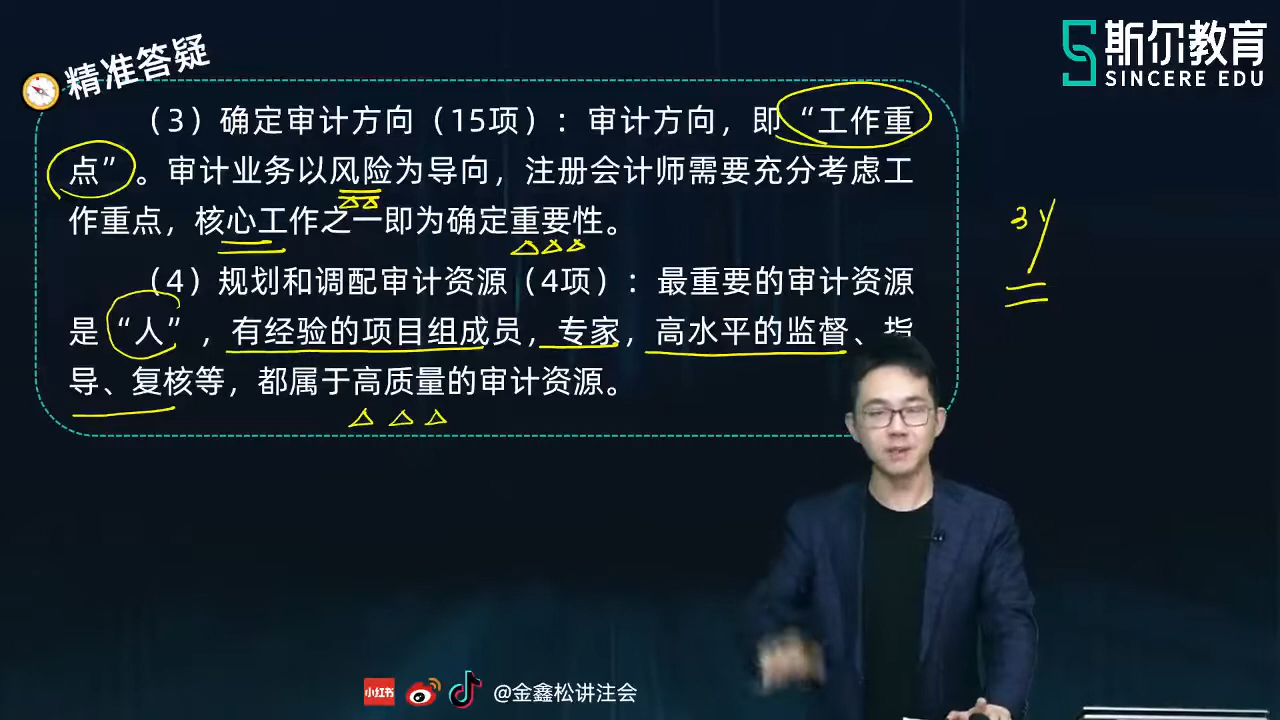 斯尔教育
SINCERE EDU
精准答疑
（3）确定审计方向（15项）：审计方向，即“工作重
点”。审计业务以风险为导向，注册会计师需要充分考虑工
作重点，核心工作之一即为确定重要性。
3y
（4）规划和调配审计资源（4项）：最重要的审计资源
是“人”，有经验的项目组成员，专家，高水平的监督、指
导、复核等，都属于高质量的审计资源。
小红书
@金鑫松讲注会